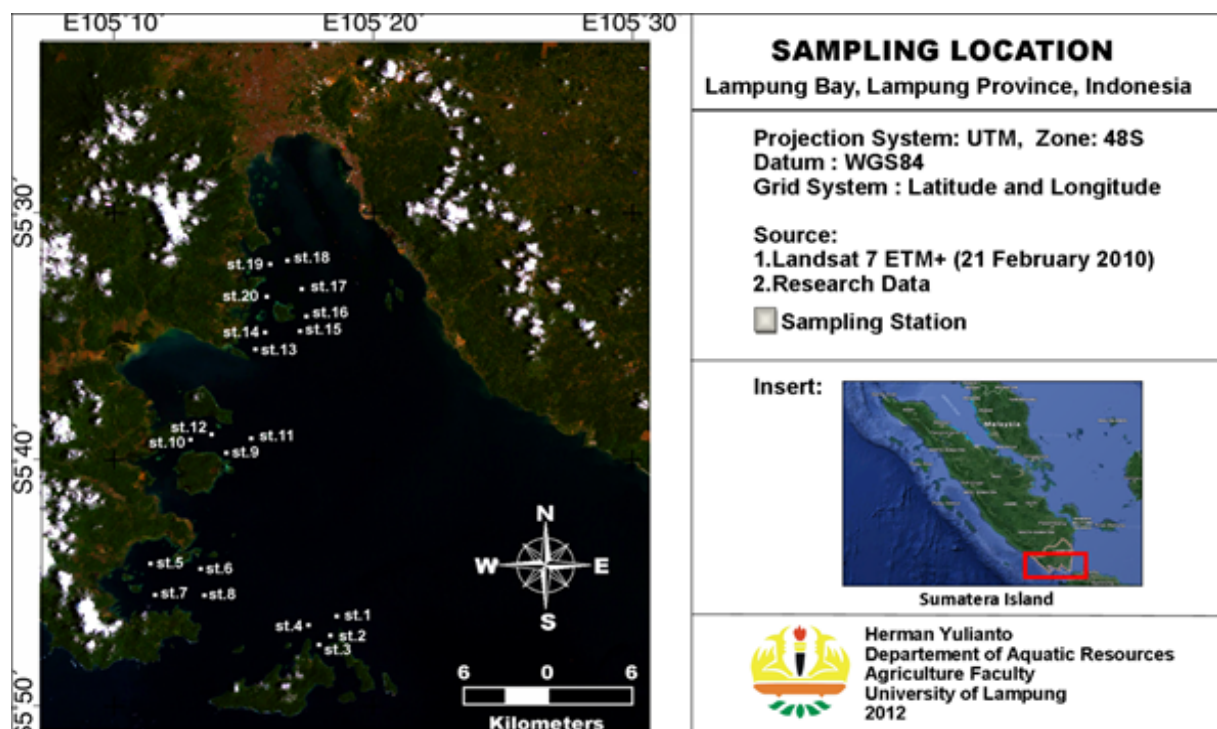 E105°10'
E105°20'
E105°30'
S5°30'
S5°40'
S5°50'
st.18
st.19
st.17
st.20
st.16
st.14
st.15
st.13
st.12
st.10
st.11
st.9
st.5
st.6
st.7
st.8
st.1
st.4
st.2
st.3
N
W
E
S
6 0 6
Kilometers
SAMPLING LOCATION
Lampung Bay, Lampung Province, Indonesia
Projection System: UTM, Zone: 48S
Datum : WGS84
Grid System : Latitude and Longitude
Source:
1.Landsat 7 ETM+ (21 February 2010)
2.Research Data
Sampling Station
Insert:
Malaysia
Sumatera Island
Herman Yulianto
Departement of Aquatic Resources
Agriculture Faculty
University of Lampung
2012